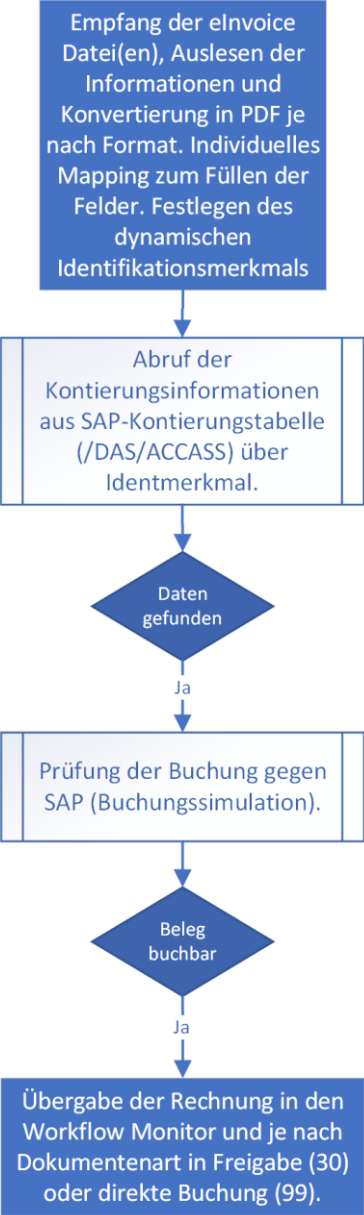 Empfang der eInvoice
Datei(en), Auslesen der
Informationen und
Konvertierung in PDF je
nach Format. Individuelles
Mapping zum Füllen der
Felder. Festlegen des
dynamischen
Identifikationsmerkmals
Abruf der
Kontierungsinformationen
aus SAP-Kontierungstabelle
(/DAS/ACCASS) über
Identmerkmal.
Daten
gefunden
Ja
Prüfung der Buchung gegen
SAP (Buchungssimulation).
Beleg
buchbar
Ja
Übergabe der Rechnung in den
Workflow Monitor und je nach
Dokumentenart in Freigabe (30)
oder direkte Buchung (99).